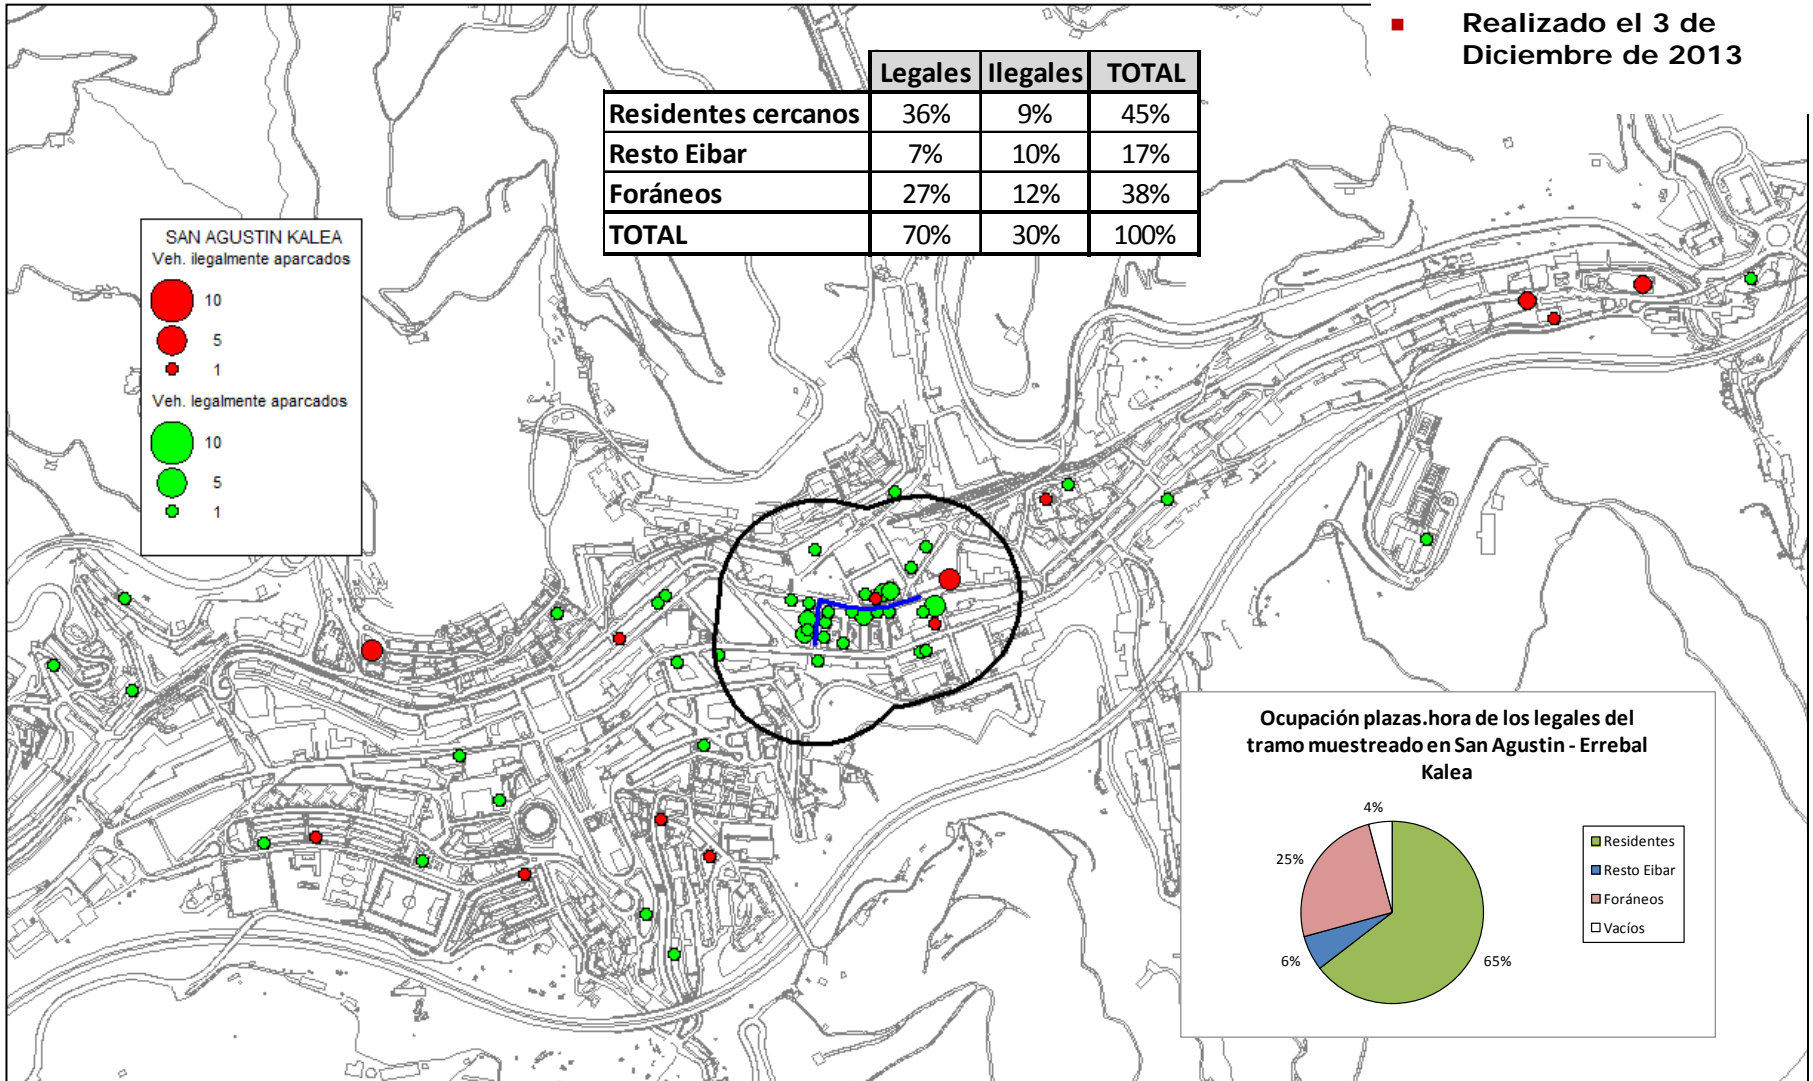 ▪ Realizado el 3 de
Diciembre de 2013
Legales Ilegales TOTAL
Residentes cercanos 36% 9% 45%
Resto Eibar 7% 10% 17%
Foráneos 27% 12% 38%
TOTAL 70% 30% 100%
SAN AGUSTIN KALEA
Veh. ilegalmente aparcados
10
5
1
Veh. legalmente aparcados
10
5
1
Ocupación plazas.hora de los legales del
tramo muestreado en San Agustin - Errebal
Kalea
4%
25%
6%
65%
Residentes
Resto Eibar
Foráneos
Vacíos